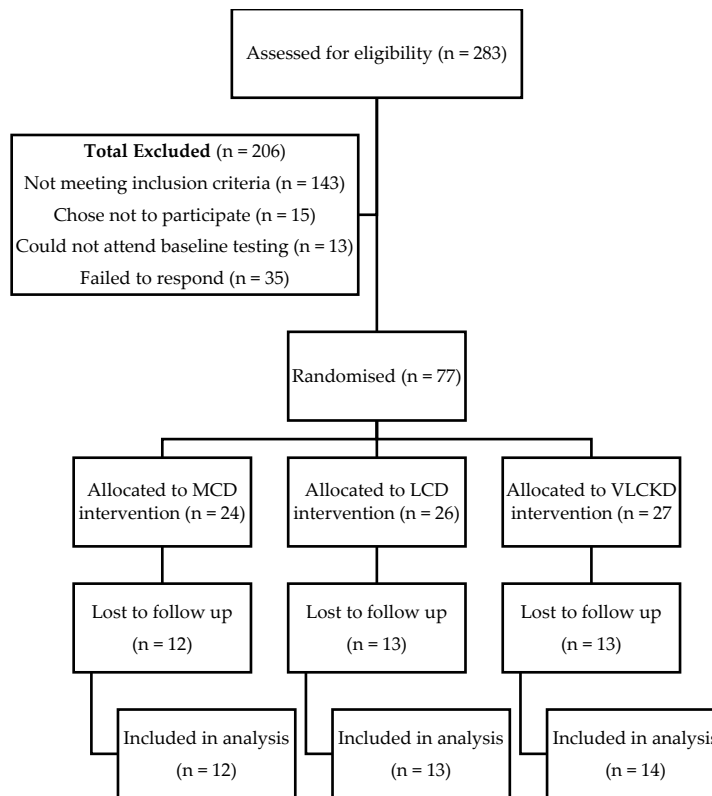 Assessed for eligibility (n = 283)
Total Excluded (n = 206)
Not meeting inclusion criteria (n = 143)
Chose not to participate (n = 15)
Could not attend baseline testing (n = 13)
Failed to respond (n = 35)
Randomised (n = 77)
Allocated to MCD
intervention (n = 24)
Allocated to LCD
intervention (n = 26)
Allocated to VLCKD
intervention (n = 27
Lost to follow up
(n = 12)
Lost to follow up
(n = 13)
Lost to follow up
(n = 13)
Included in analysis
(n = 12)
Included in analysis
(n = 13)
Included in analysis
(n = 14)